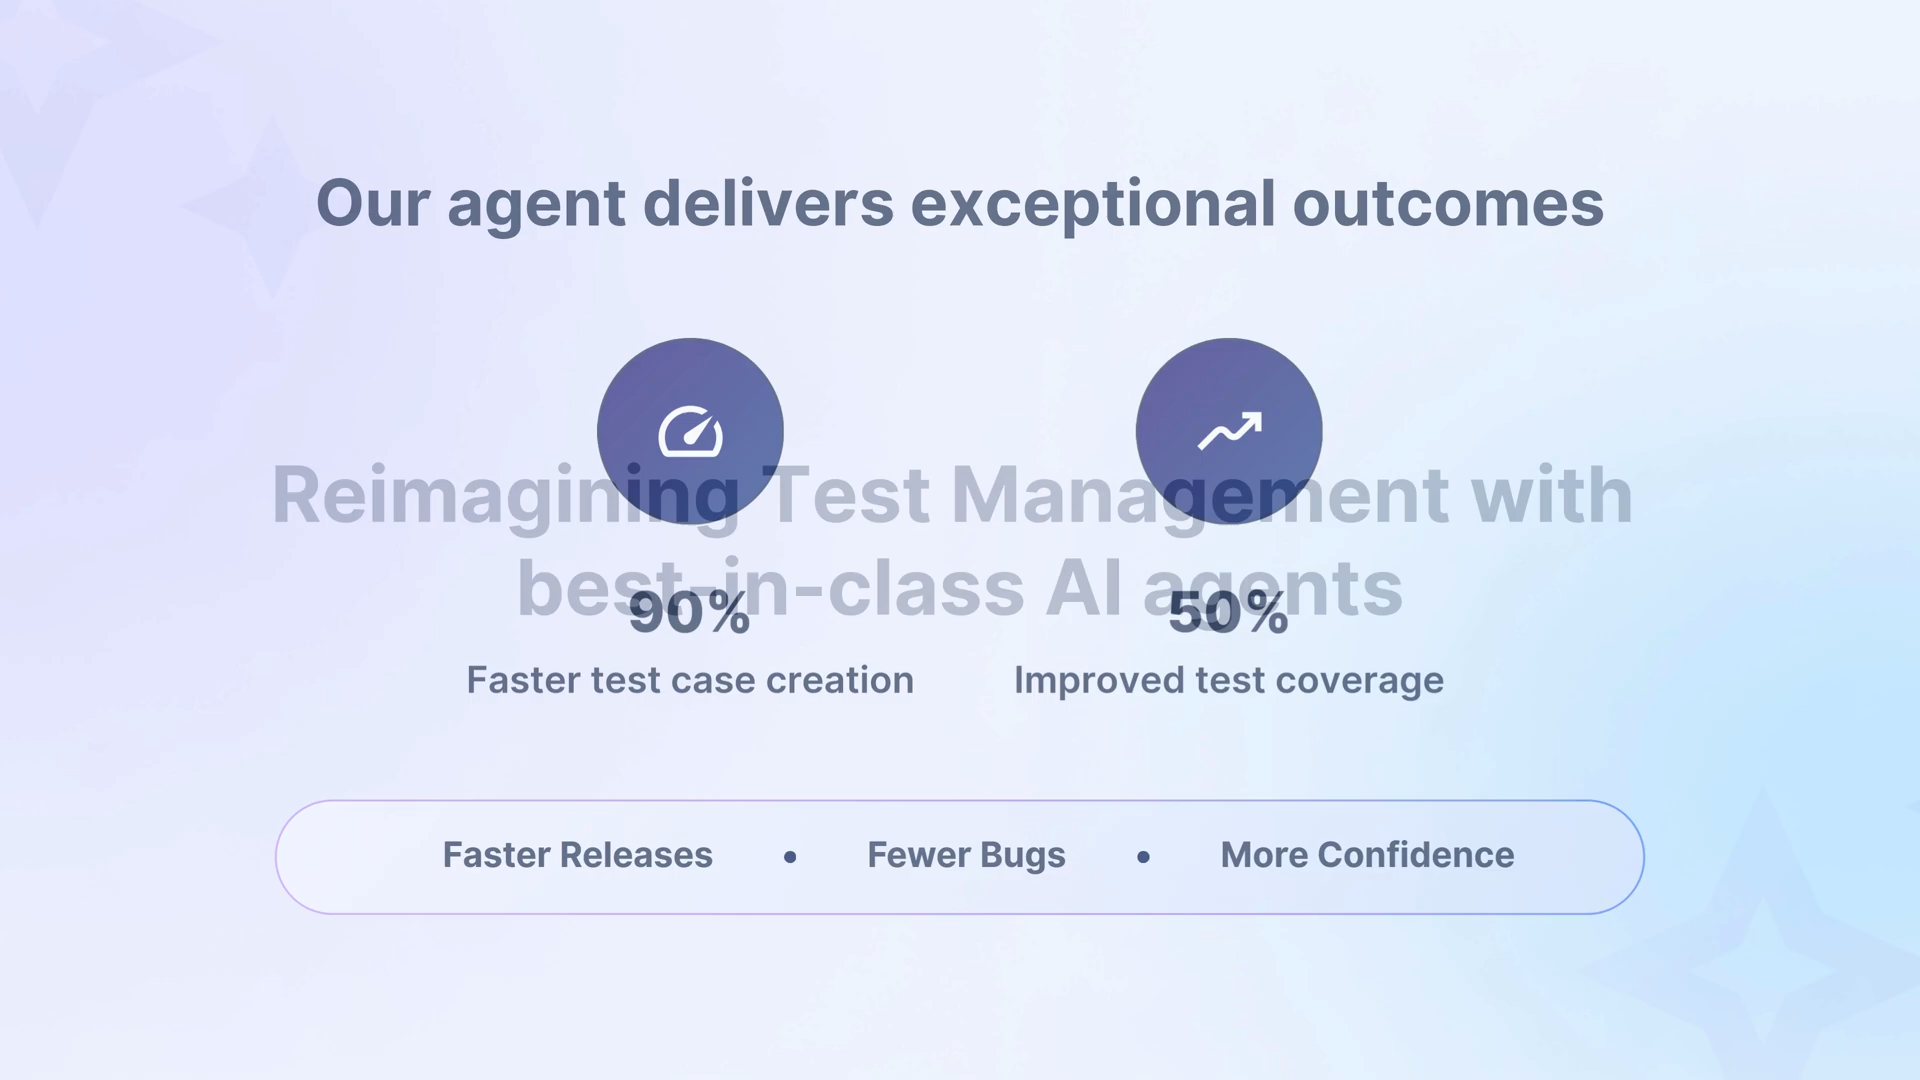 Our agent delivers exceptional outcomes
Reimagining Test Management with
best-in-class AI agents
90%
50%
Faster test case creation
Improved test coverage
Faster Releases • Fewer Bugs • More Confidence